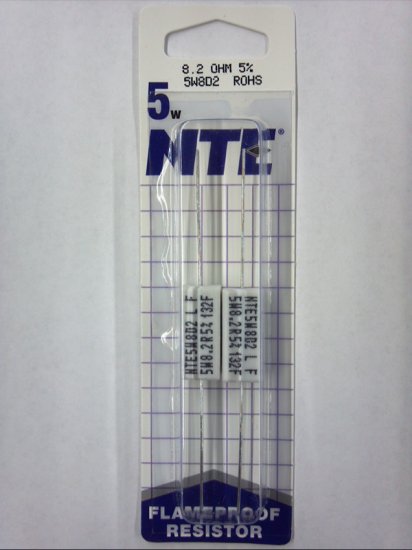 8.2 OHM 5%
5W8D2 ROHS
5W
NTE®
NTE5W8D2 L F
5W8.2R5% 132F
NTE5W8D2 L F
5W8.2R5% 132F
FLAMEPROOF
RESISTOR